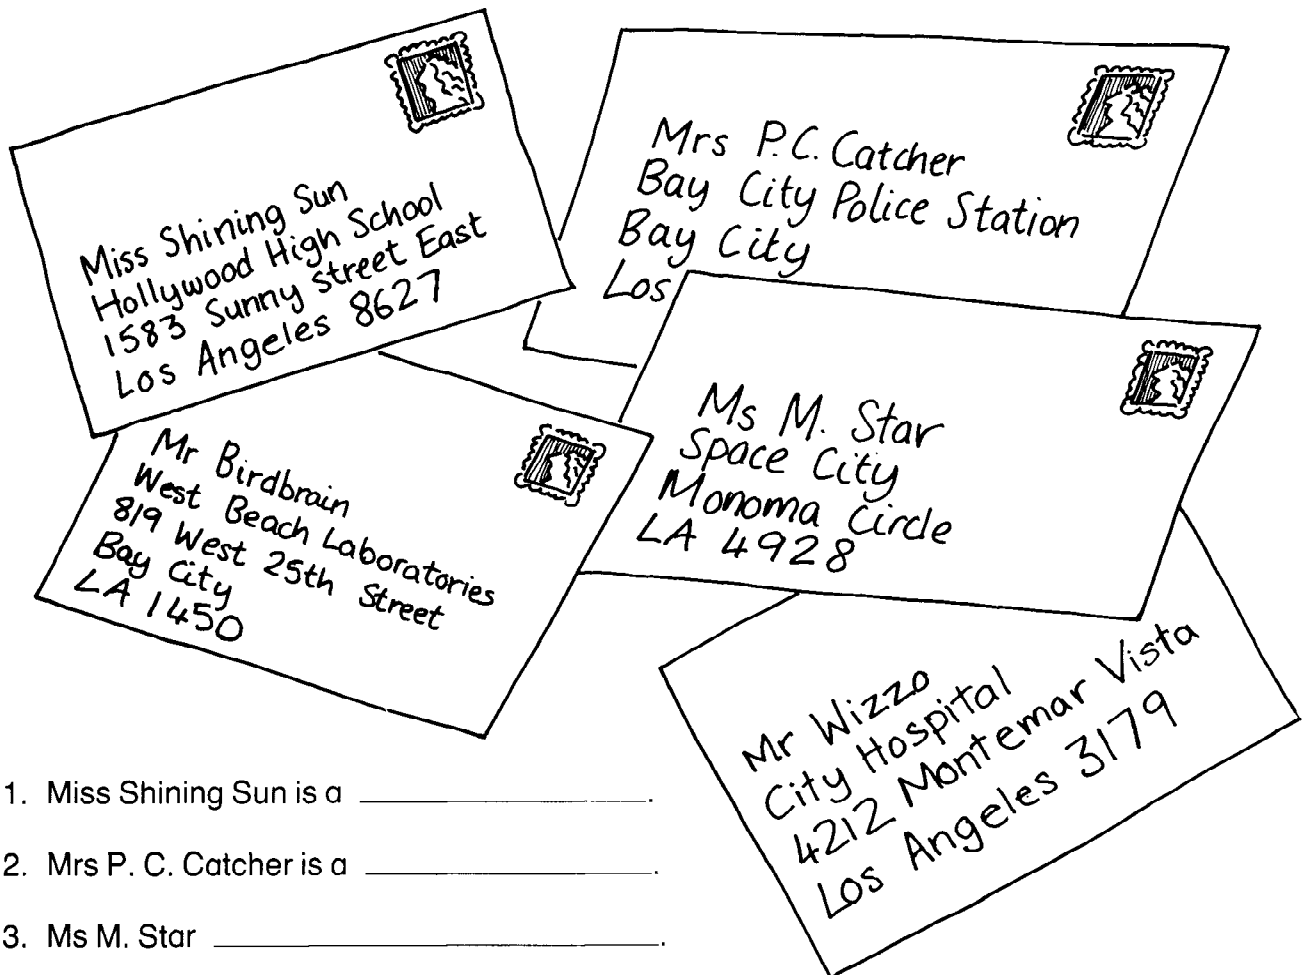 Miss Shining Sun
Hollywood High School
1583 Sunny Street East
Los Angeles 8627
Mrs P.C. Catcher
Bay City Police Station
Bay City
Los
Mr Birdbrain
West Beach Laboratories
819 West 25th Street
Bay City
LA 1450
Ms M. Star
Space City
Monoma Circle
LA 4928
Mr Wizzo
City Hospital
4212 Montemar Vista
Los Angeles 3179
1. Miss Shining Sun is a ____________.
2. Mrs P. C. Catcher is a ____________.
3. Ms M. Star ____________.